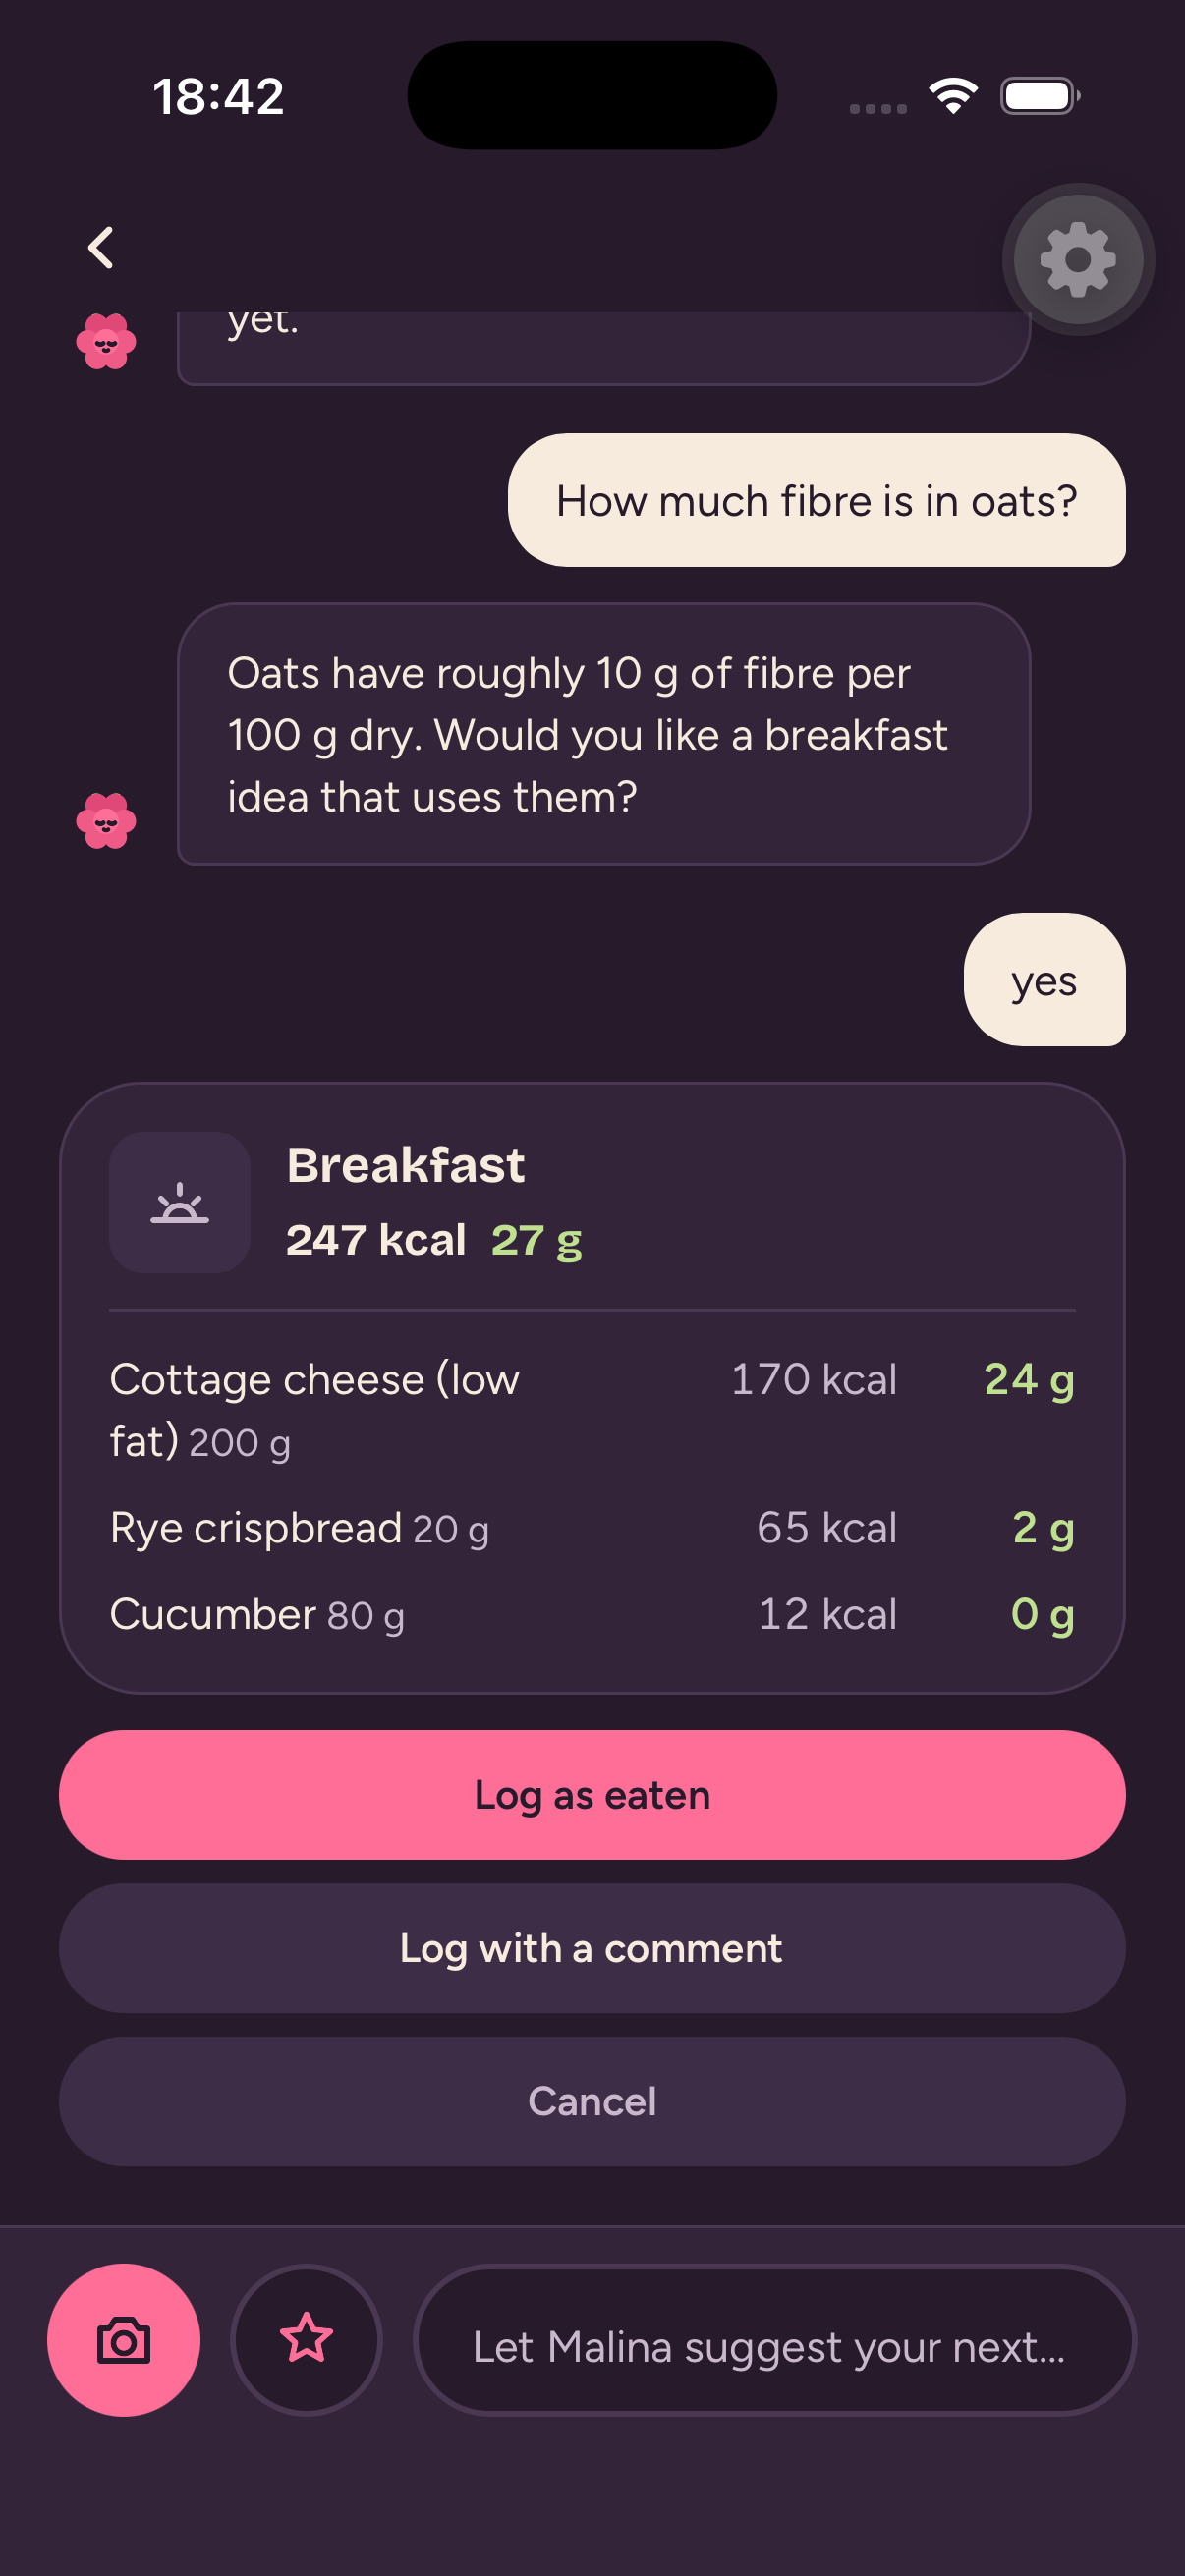 18:42
yet.
How much fibre is in oats?
Oats have roughly 10 g of fibre per
100 g dry. Would you like a breakfast
idea that uses them?
yes
Breakfast
247 kcal 27 g
Cottage cheese (low 170 kcal 24 g
fat) 200 g
Rye crispbread 20 g 65 kcal 2 g
Cucumber 80 g 12 kcal 0 g
Log as eaten
Log with a comment
Cancel
Let Malina suggest your next...